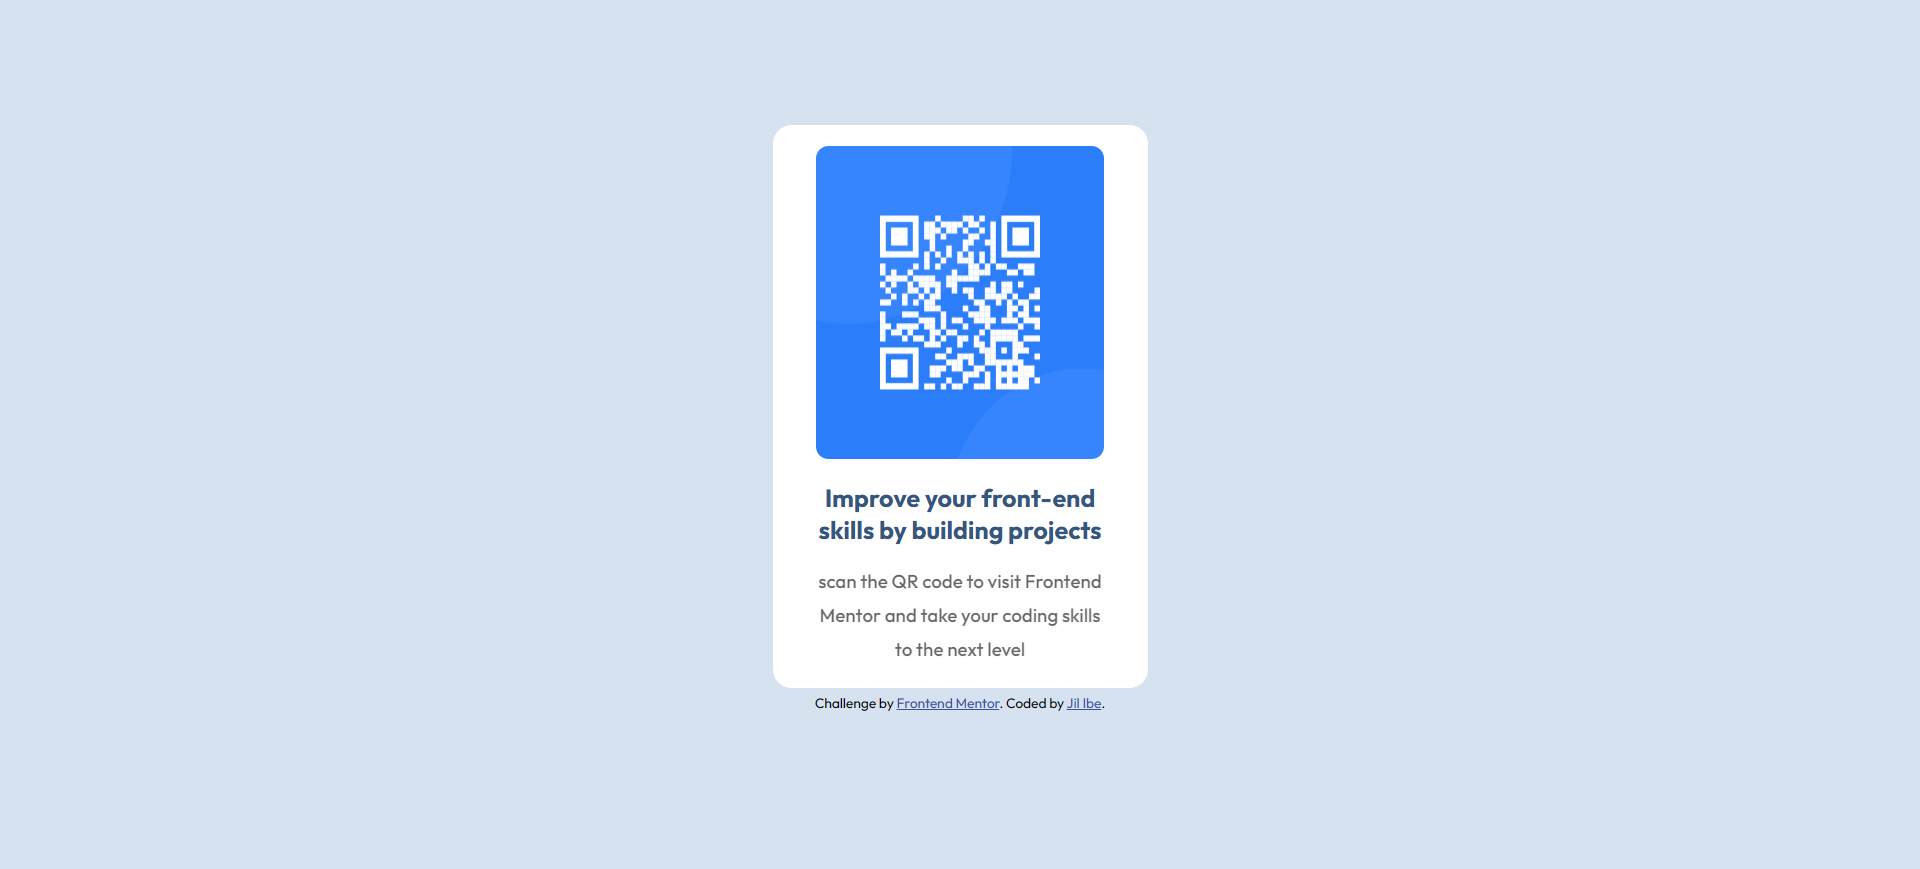 Improve your front-end
skills by building projects
scan the QR code to visit Frontend
Mentor and take your coding skills
to the next level
Challenge by Frontend Mentor. Coded by Jil Ibe.